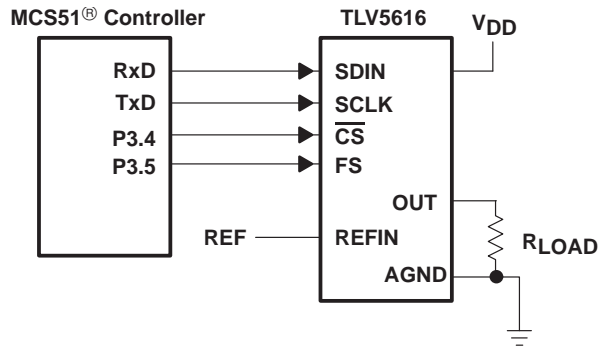 MCS51® Controller
TLV5616
VDD
RxD
SDIN
TxD
SCLK
P3.4
CS
P3.5
FS
OUT
REF
REFIN
RLOAD
AGND